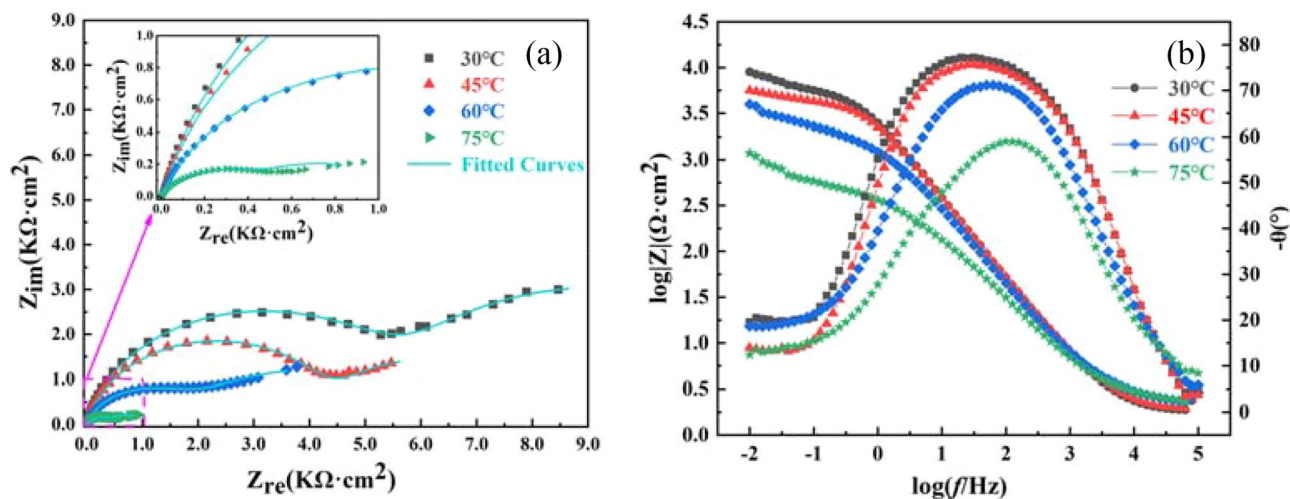 (a)
9.0
8.0
7.0
6.0
5.0
4.0
3.0
2.0
1.0
0.0
Z_im(KΩ·cm²)
0.0 1.0 2.0 3.0 4.0 5.0 6.0 7.0 8.0 9.0
Z_re(KΩ·cm²)
1.0
0.8
0.6
0.4
0.2
0.0
Z_im(KΩ·cm²)
0.0 0.2 0.4 0.6 0.8 1.0
Z_re(KΩ·cm²)
30°C
45°C
60°C
75°C
Fitted Curves
(b)
4.5
4.0
3.5
3.0
2.5
2.0
1.5
1.0
0.5
0.0
log|Z|(Ω·cm²)
-2 -1 0 1 2 3 4 5
log(f/Hz)
80
70
60
50
40
30
20
10
0
-θ(°)
30°C
45°C
60°C
75°C